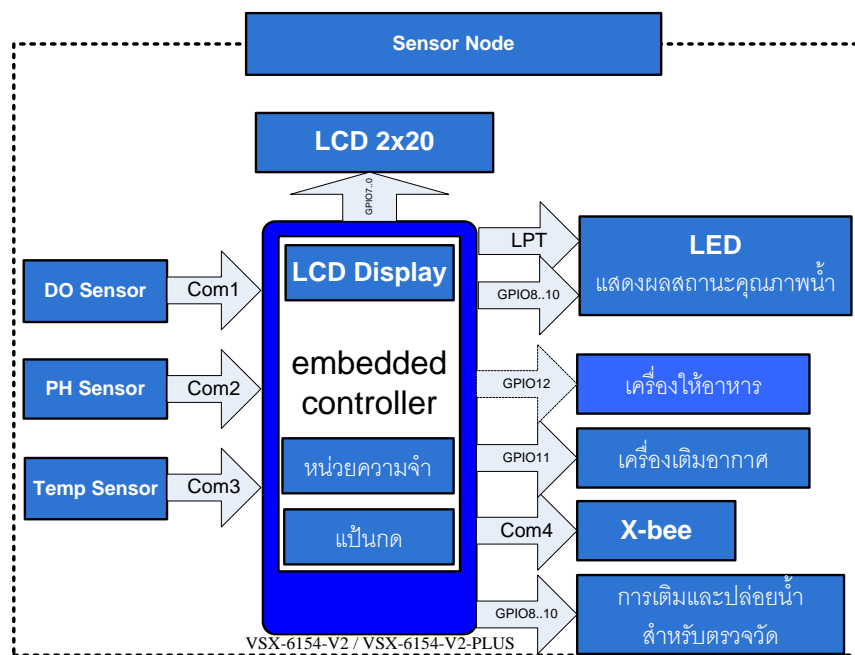 Sensor Node
LCD 2x20
GPIO7..0
LCD Display
embedded
controller
หน่วยความจำ
แป้นกด
DO Sensor
Com1
PH Sensor
Com2
Temp Sensor
Com3
LPT
GPIO8..10
LED
แสดงผลสถานะคุณภาพน้ำ
GPIO12
เครื่องให้อาหาร
GPIO11
เครื่องเติมอากาศ
Com4
X-bee
GPIO8..10
การเติมและปล่อยน้ำ
สำหรับตรวจวัด
VSX-6154-V2 / VSX-6154-V2-PLUS